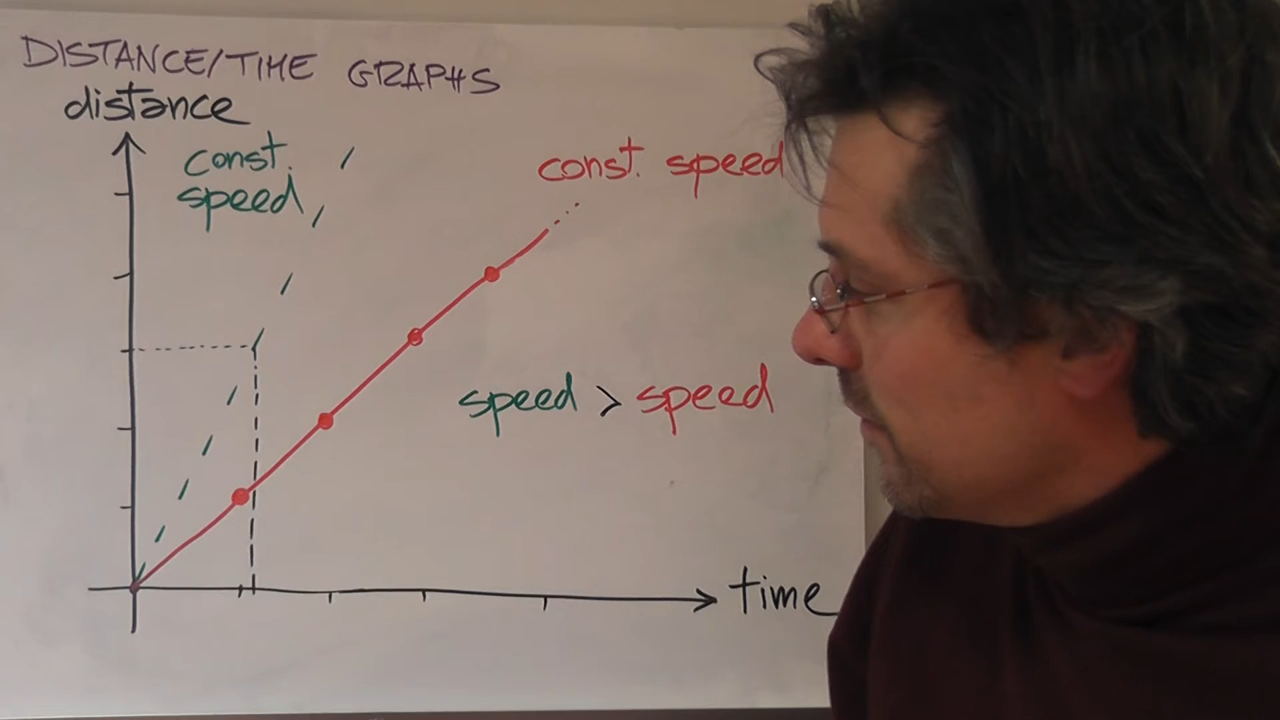 DISTANCE/TIME GRAPHS
distance
const.
speed
const. speed
speed > speed
time